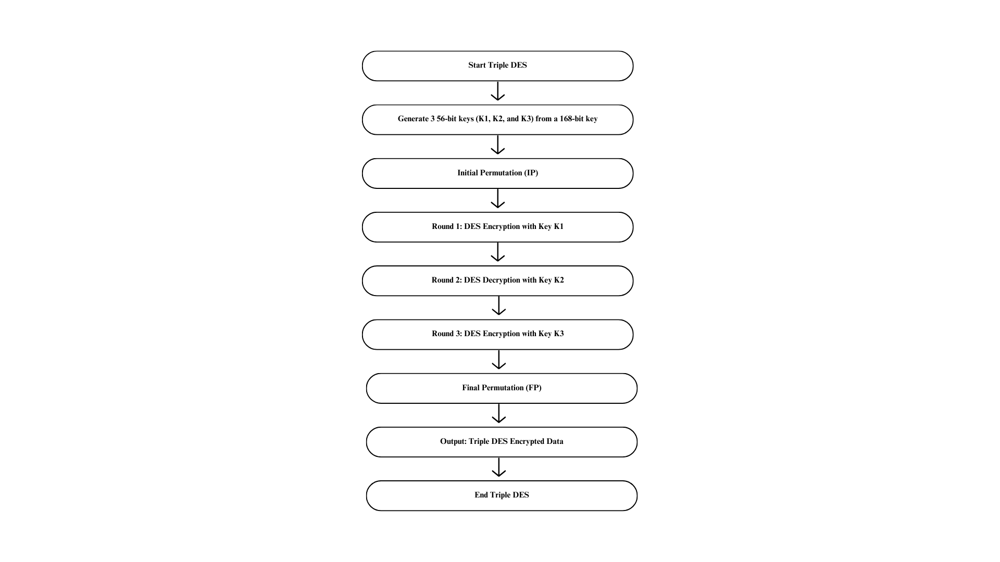 Start Triple DES
Generate 3 56-bit keys (K1, K2, and K3) from a 168-bit key
Initial Permutation (IP)
Round 1: DES Encryption with Key K1
Round 2: DES Decryption with Key K2
Round 3: DES Encryption with Key K3
Final Permutation (FP)
Output: Triple DES Encrypted Data
End Triple DES